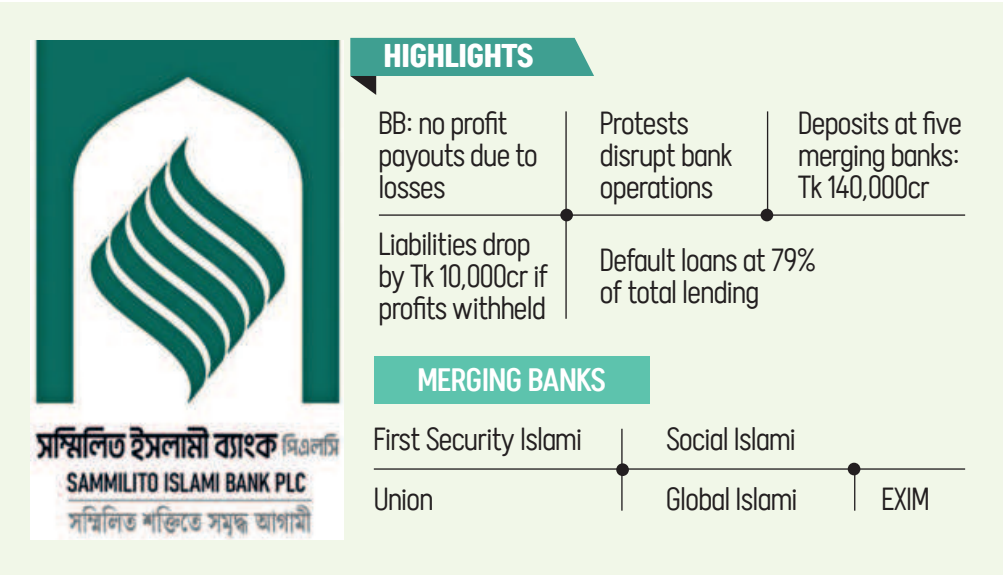 সম্মিলিত ইসলামী ব্যাংক পিএলসি
SAMMILITO ISLAMI BANK PLC
সম্মিলিত শক্তিতে সমৃদ্ধ আগামী
HIGHLIGHTS
BB: no profit
payouts due to
losses
Protests
disrupt bank
operations
Deposits at five
merging banks:
Tk 140,000cr
Liabilities drop
by Tk 10,000cr if
profits withheld
Default loans at 79%
of total lending
MERGING BANKS
First Security Islami
Social Islami
Union
Global Islami
EXIM